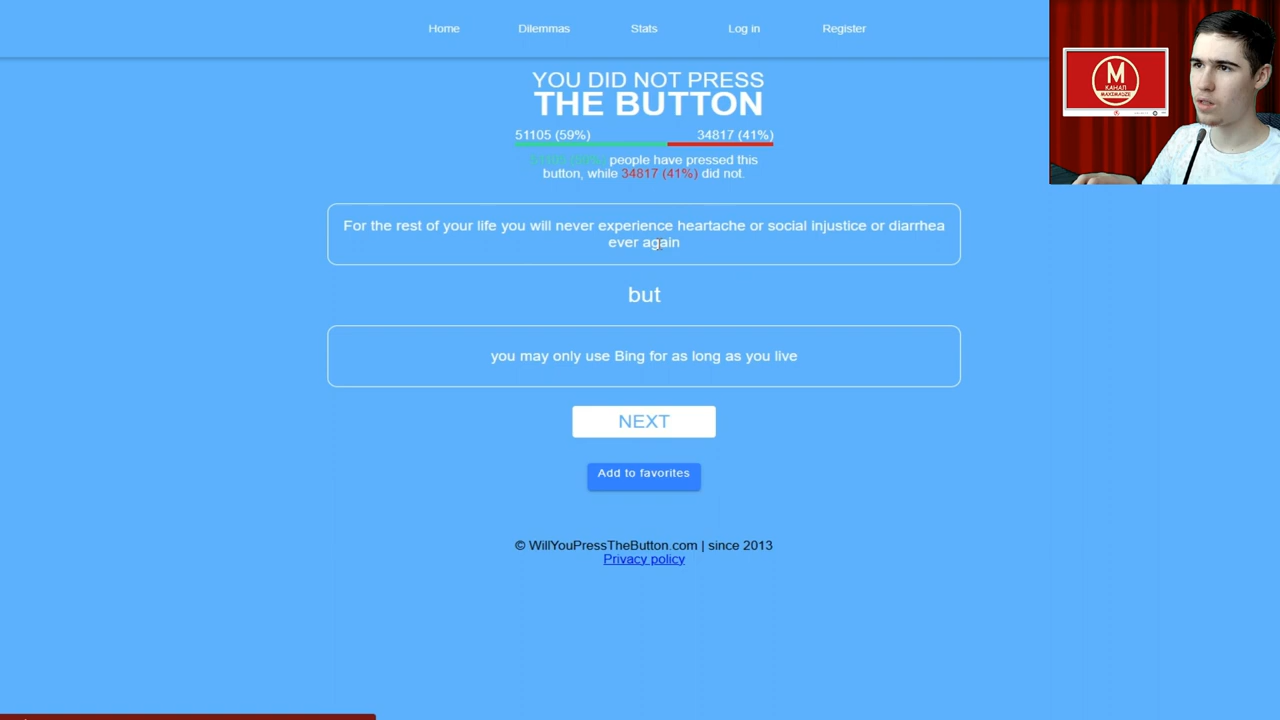 Home Dilemmas Stats Log in Register
YOU DID NOT PRESS
THE BUTTON
51105 (59%) 34817 (41%)
people have pressed this
button, while 34817 (41%) did not.
For the rest of your life you will never experience heartache or social injustice or diarrhea
ever again
but
you may only use Bing for as long as you live
NEXT
Add to favorites
© WillYouPressTheButton.com | since 2013
Privacy policy
M
КАНАЛ